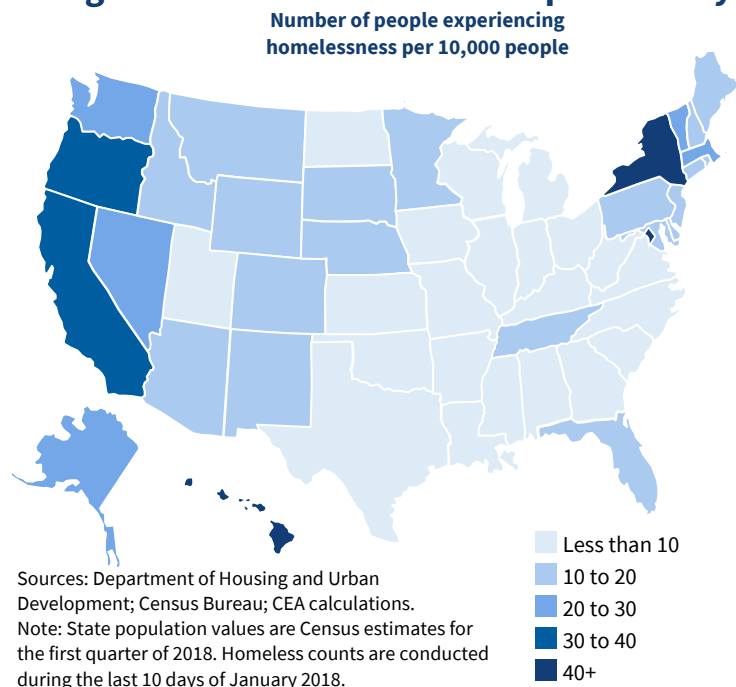 Number of people experiencing
homelessness per 10,000 people
Less than 10
10 to 20
20 to 30
30 to 40
40+
Sources: Department of Housing and Urban
Development; Census Bureau; CEA calculations.
Note: State population values are Census estimates for
the first quarter of 2018. Homeless counts are conducted
during the last 10 days of January 2018.